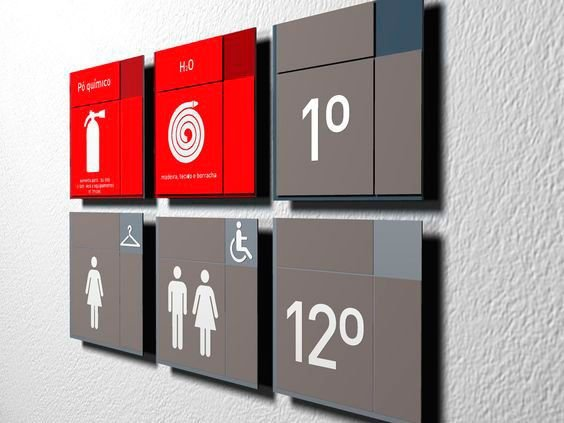 Pó químico
H₂O
madeira, tecido e borracha
1º
12º